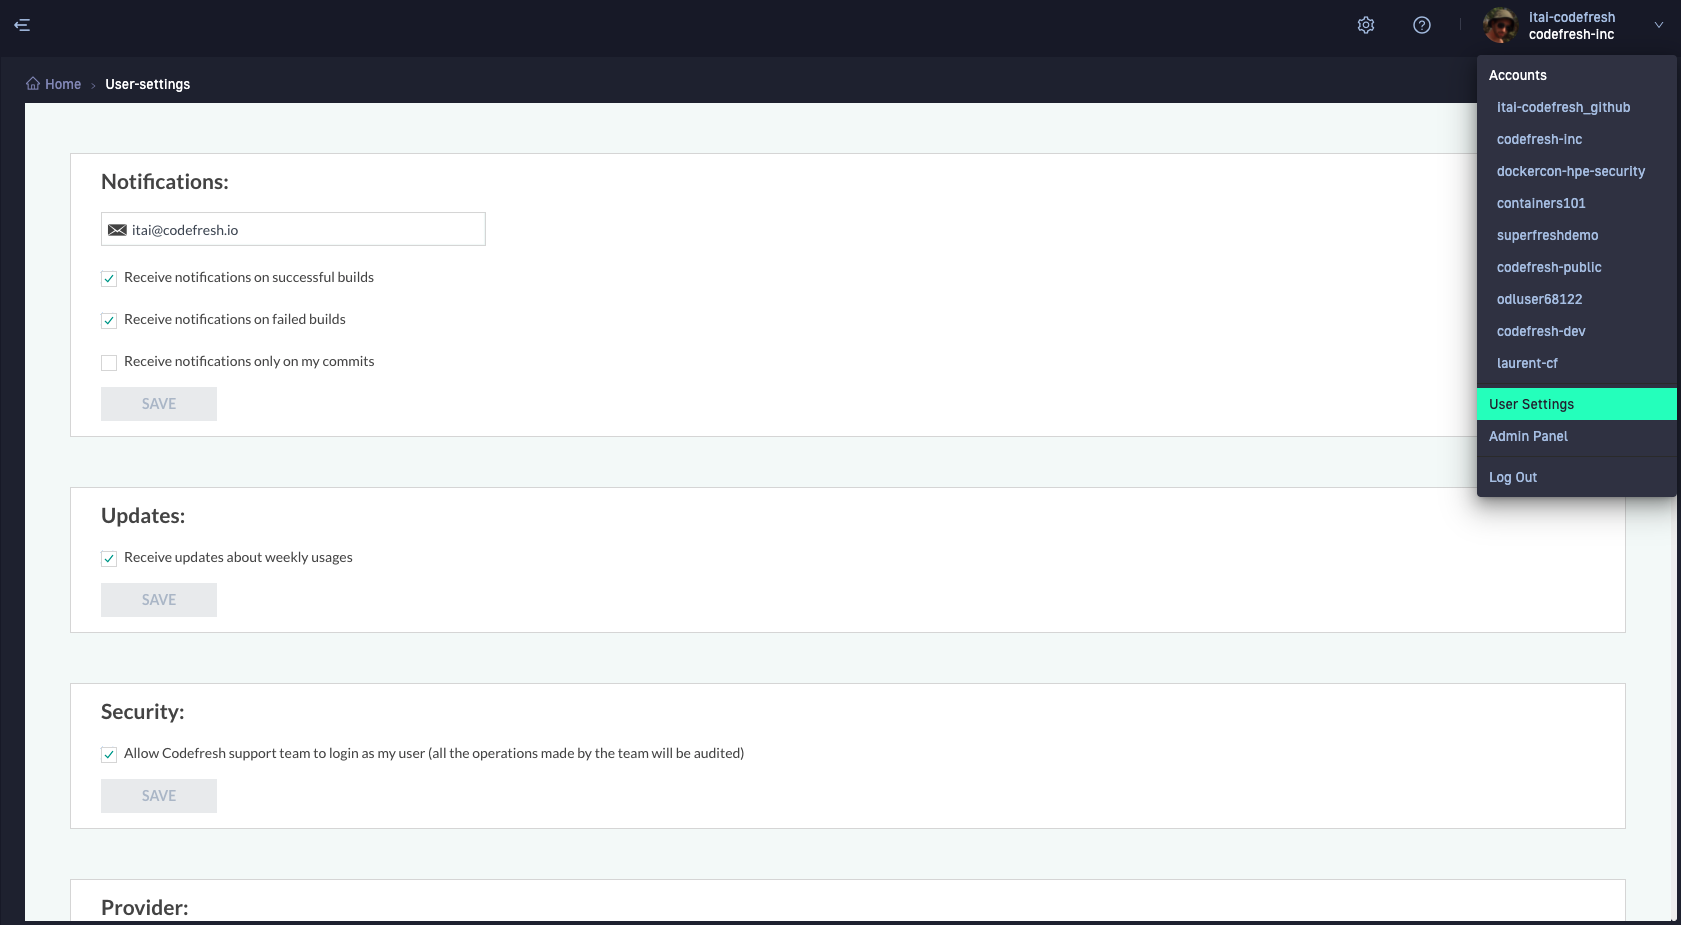 itai-codefresh
codefresh-inc
Home
User-settings
Accounts
itai-codefresh_github
codefresh-inc
dockercon-hpe-security
containers101
superfreshdemo
codefresh-public
odluser68122
codefresh-dev
laurent-cf
User Settings
Admin Panel
Log Out
Notifications:
itai@codefresh.io
Receive notifications on successful builds
Receive notifications on failed builds
Receive notifications only on my commits
SAVE
Updates:
Receive updates about weekly usages
SAVE
Security:
Allow Codefresh support team to login as my user (all the operations made by the team will be audited)
SAVE
Provider: